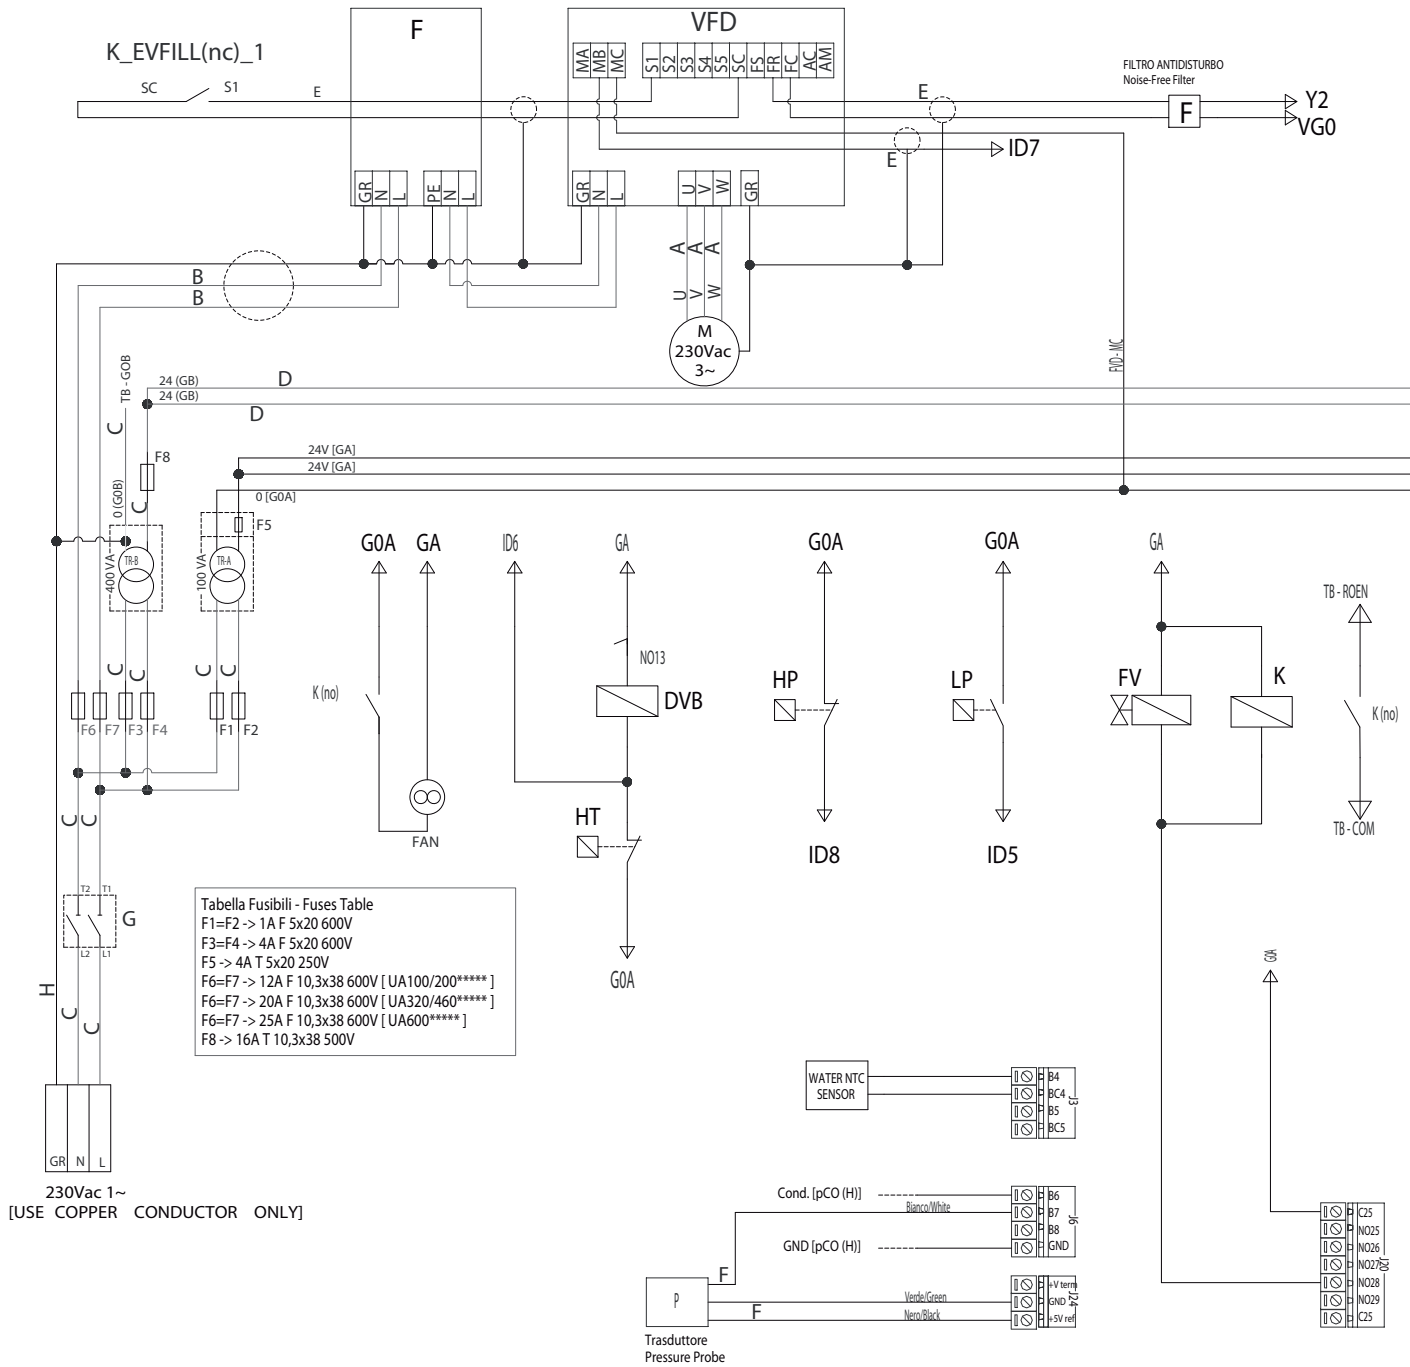 F
VFD
K_EVFILL(nc)_1
MA
MB
MC
S1
S2
S3
S4
S5
SC
FS
FR
FC
AC
AM
FILTRO ANTIDISTURBO
Noise-Free Filter
SC
S1
E
E
F
Y2
VG0
E
ID7
GR
N
L
PE
N
L
GR
N
L
U
V
W
GR
A
A
A
B
B
U
V
W
M
230Vac
3~
FVD - MC
TB - GOB
24 (GB)
D
24 (GB)
D
C
F8
24V [GA]
24V [GA]
0 (G0B)
C
0 [G0A]
F5
400 VA
TR-B
100 VA
TR-A
G0A
GA
ID6
GA
G0A
G0A
GA
TB - ROEN
C
C
C
C
K (no)
NO13
DVB
HP
LP
FV
K
K (no)
F6
F7
F3
F4
F1
F2
C
C
FAN
HT
ID8
ID5
TB - COM
T2
T1
G
L2
L1
H
C
C
Tabella Fusibili - Fuses Table
F1=F2 -> 1A F 5x20 600V
F3=F4 -> 4A F 5x20 600V
F5 -> 4A T 5x20 250V
F6=F7 -> 12A F 10,3x38 600V [ UA100/200***** ]
F6=F7 -> 20A F 10,3x38 600V [ UA320/460***** ]
F6=F7 -> 25A F 10,3x38 600V [ UA600***** ]
F8 -> 16A T 10,3x38 500V
G0A
G0A
WATER NTC
SENSOR
B4
BC4
B5
BC5
J3
GR
N
L
230Vac 1~
[USE COPPER CONDUCTOR ONLY]
Cond. [pCO (H)]
Bianco/White
GND [pCO (H)]
B6
B7
B8
GND
J6
F
P
Verde/Green
F
Nero/Black
+V term
GND
+5V ref
J24
Trasduttore
Pressure Probe
C25
NO25
NO26
NO27
NO28
NO29
C25
J20